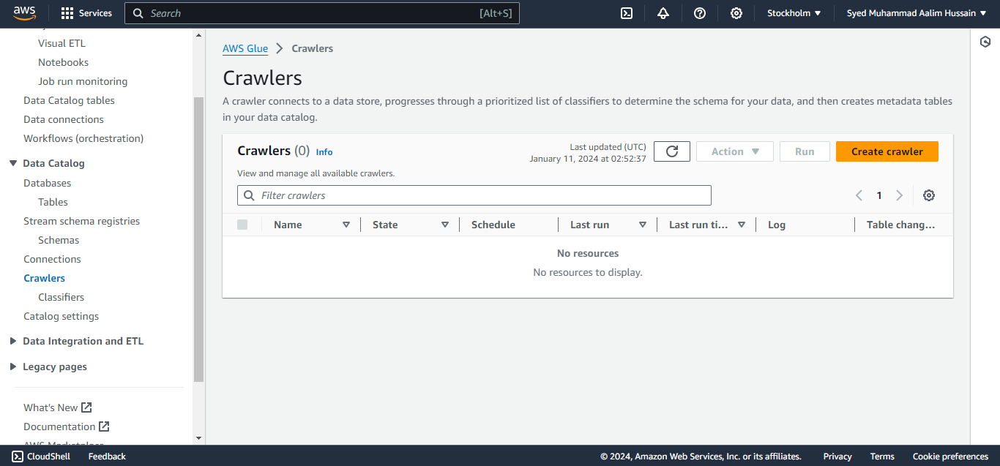 aws
Services
Search
[Alt+S]
Stockholm
Syed Muhammad Aalim Hussain
Visual ETL
Notebooks
Job run monitoring
Data Catalog tables
Data connections
Workflows (orchestration)
Data Catalog
Databases
Tables
Stream schema registries
Schemas
Connections
Crawlers
Classifiers
Catalog settings
Data Integration and ETL
Legacy pages
What's New
Documentation
AWS Marketplace
AWS Glue
Crawlers
Crawlers
A crawler connects to a data store, progresses through a prioritized list of classifiers to determine the schema for your data, and then creates metadata tables
in your data catalog.
Crawlers (0) Info
Last updated (UTC)
January 11, 2024 at 02:52:37
Action
Run
Create crawler
View and manage all available crawlers.
Filter crawlers
1
Name
State
Schedule
Last run
Last run ti...
Log
Table chang...
No resources
No resources to display.
CloudShell
Feedback
© 2024, Amazon Web Services, Inc. or its affiliates.
Privacy
Terms
Cookie preferences